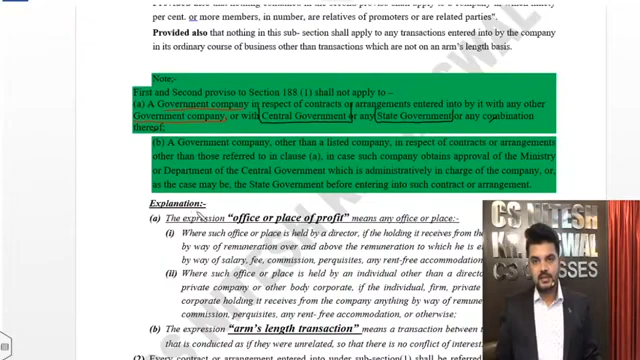 Provided also that nothing contained in the second proviso shall apply to a company in which ninety
per cent. or more members, in number, are relatives of promoters or are related parties".
Provided also that nothing in this sub-section shall apply to any transactions entered into by the company
in its ordinary course of business other than transactions which are not on an arm's length basis.
Note;-
First and Second proviso to Section 188 (1) shall not apply to –
(a) A Government company in respect of contracts or arrangements entered into by it with any other
Government company, or with Central Government or any State Government or any combination
thereof;
(b) A Government company, other than a listed company, in respect of contracts or arrangements
other than those referred to in clause (a), in case such company obtains approval of the Ministry
or Department of the Central Government which is administratively in charge of the company, or,
as the case may be, the State Government before entering into such contract or arrangement.
Explanation:-
(a) The expression "office or place of profit" means any office or place:-
(i) Where such office or place is held by a director, if the holding it receives from the
by way of remuneration over and above the remuneration to which he is
by way of salary, fee, commission, perquisites, any rent-free accommodation
(ii) Where such office or place is held by an individual other than a
private company or other body corporate, if the individual, firm, private
corporate holding it receives from the company anything by way of
commission, perquisites, any rent-free accommodation, or otherwise;
(b) The expression "arm's length transaction" means a transaction between
that is conducted as if they were unrelated, so that there is no conflict of
(2) Every contract or arrangement entered into under sub-section(1) shall be
CS NITESH
KR
CS